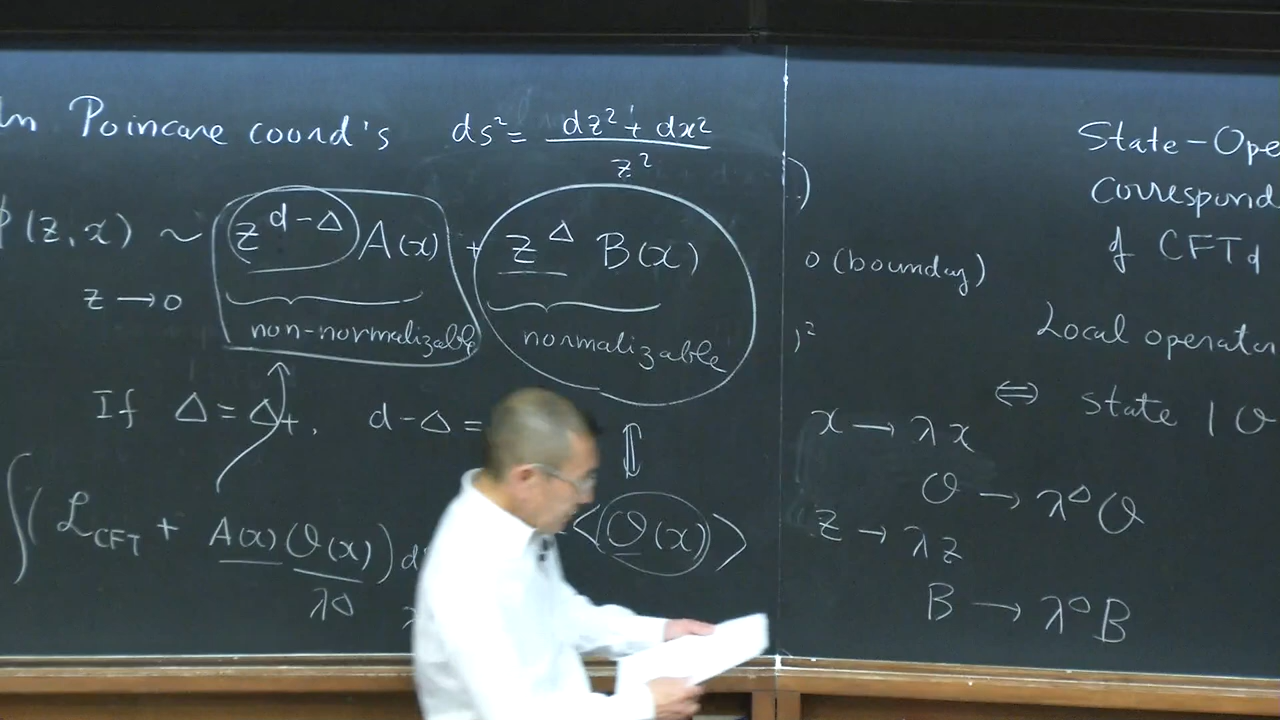 In Poincare coord's ds² = (dz² + dx²) / z²
ϕ(z,x) ~ z^{d-Δ} A(x) + z^Δ B(x)
z → 0
non-normalizable normalizable
If Δ = Δ₊, d-Δ =
∫( ℒ_CFT + A(x) O(x) ) d
λ^Δ
<O(x)>
)
o (boundary)
)²
x → λx
O → λ^Δ O
z → λz
B → λ^Δ B
State-Ope
Correspond
of CFT_d
Local operator
⇔ state |O